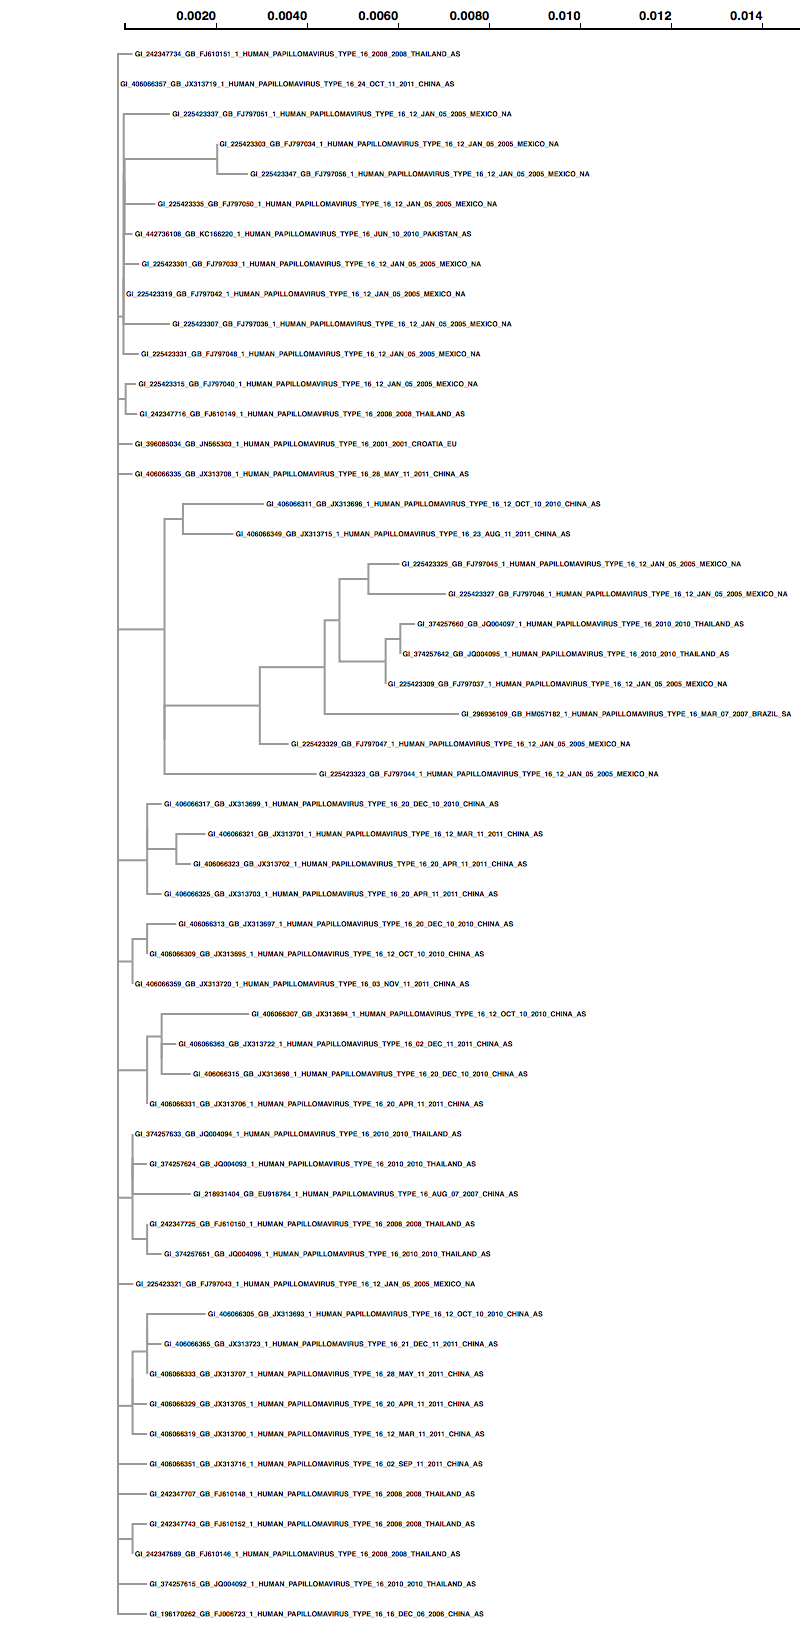 0.0020 0.0040 0.0060 0.0080 0.010 0.012 0.014
GI_242347734_GB_FJ610151_1_HUMAN_PAPILLOMAVIRUS_TYPE_16_2008_2008_THAILAND_AS
GI_406066357_GB_JX313719_1_HUMAN_PAPILLOMAVIRUS_TYPE_16_24_OCT_11_2011_CHINA_AS
GI_225423337_GB_FJ797051_1_HUMAN_PAPILLOMAVIRUS_TYPE_16_12_JAN_05_2005_MEXICO_NA
GI_225423303_GB_FJ797034_1_HUMAN_PAPILLOMAVIRUS_TYPE_16_12_JAN_05_2005_MEXICO_NA
GI_225423347_GB_FJ797056_1_HUMAN_PAPILLOMAVIRUS_TYPE_16_12_JAN_05_2005_MEXICO_NA
GI_225423335_GB_FJ797050_1_HUMAN_PAPILLOMAVIRUS_TYPE_16_12_JAN_05_2005_MEXICO_NA
GI_442736108_GB_KC166220_1_HUMAN_PAPILLOMAVIRUS_TYPE_16_JUN_10_2010_PAKISTAN_AS
GI_225423301_GB_FJ797033_1_HUMAN_PAPILLOMAVIRUS_TYPE_16_12_JAN_05_2005_MEXICO_NA
GI_225423319_GB_FJ797042_1_HUMAN_PAPILLOMAVIRUS_TYPE_16_12_JAN_05_2005_MEXICO_NA
GI_225423307_GB_FJ797036_1_HUMAN_PAPILLOMAVIRUS_TYPE_16_12_JAN_05_2005_MEXICO_NA
GI_225423331_GB_FJ797048_1_HUMAN_PAPILLOMAVIRUS_TYPE_16_12_JAN_05_2005_MEXICO_NA
GI_225423315_GB_FJ797040_1_HUMAN_PAPILLOMAVIRUS_TYPE_16_12_JAN_05_2005_MEXICO_NA
GI_242347716_GB_FJ610149_1_HUMAN_PAPILLOMAVIRUS_TYPE_16_2008_2008_THAILAND_AS
GI_396085034_GB_JN565303_1_HUMAN_PAPILLOMAVIRUS_TYPE_16_2001_2001_CROATIA_EU
GI_406066335_GB_JX313708_1_HUMAN_PAPILLOMAVIRUS_TYPE_16_28_MAY_11_2011_CHINA_AS
GI_406066311_GB_JX313696_1_HUMAN_PAPILLOMAVIRUS_TYPE_16_12_OCT_10_2010_CHINA_AS
GI_406066349_GB_JX313715_1_HUMAN_PAPILLOMAVIRUS_TYPE_16_23_AUG_11_2011_CHINA_AS
GI_225423325_GB_FJ797045_1_HUMAN_PAPILLOMAVIRUS_TYPE_16_12_JAN_05_2005_MEXICO_NA
GI_225423327_GB_FJ797046_1_HUMAN_PAPILLOMAVIRUS_TYPE_16_12_JAN_05_2005_MEXICO_NA
GI_374257660_GB_JQ004097_1_HUMAN_PAPILLOMAVIRUS_TYPE_16_2010_2010_THAILAND_AS
GI_374257642_GB_JQ004095_1_HUMAN_PAPILLOMAVIRUS_TYPE_16_2010_2010_THAILAND_AS
GI_225423309_GB_FJ797037_1_HUMAN_PAPILLOMAVIRUS_TYPE_16_12_JAN_05_2005_MEXICO_NA
GI_296936109_GB_HM057182_1_HUMAN_PAPILLOMAVIRUS_TYPE_16_MAR_07_2007_BRAZIL_SA
GI_225423329_GB_FJ797047_1_HUMAN_PAPILLOMAVIRUS_TYPE_16_12_JAN_05_2005_MEXICO_NA
GI_225423323_GB_FJ797044_1_HUMAN_PAPILLOMAVIRUS_TYPE_16_12_JAN_05_2005_MEXICO_NA
GI_406066317_GB_JX313699_1_HUMAN_PAPILLOMAVIRUS_TYPE_16_20_DEC_10_2010_CHINA_AS
GI_406066321_GB_JX313701_1_HUMAN_PAPILLOMAVIRUS_TYPE_16_12_MAR_11_2011_CHINA_AS
GI_406066323_GB_JX313702_1_HUMAN_PAPILLOMAVIRUS_TYPE_16_20_APR_11_2011_CHINA_AS
GI_406066325_GB_JX313703_1_HUMAN_PAPILLOMAVIRUS_TYPE_16_20_APR_11_2011_CHINA_AS
GI_406066313_GB_JX313697_1_HUMAN_PAPILLOMAVIRUS_TYPE_16_20_DEC_10_2010_CHINA_AS
GI_406066309_GB_JX313695_1_HUMAN_PAPILLOMAVIRUS_TYPE_16_12_OCT_10_2010_CHINA_AS
GI_406066359_GB_JX313720_1_HUMAN_PAPILLOMAVIRUS_TYPE_16_03_NOV_11_2011_CHINA_AS
GI_406066307_GB_JX313694_1_HUMAN_PAPILLOMAVIRUS_TYPE_16_12_OCT_10_2010_CHINA_AS
GI_406066363_GB_JX313722_1_HUMAN_PAPILLOMAVIRUS_TYPE_16_02_DEC_11_2011_CHINA_AS
GI_406066315_GB_JX313698_1_HUMAN_PAPILLOMAVIRUS_TYPE_16_20_DEC_10_2010_CHINA_AS
GI_406066331_GB_JX313706_1_HUMAN_PAPILLOMAVIRUS_TYPE_16_20_APR_11_2011_CHINA_AS
GI_374257633_GB_JQ004094_1_HUMAN_PAPILLOMAVIRUS_TYPE_16_2010_2010_THAILAND_AS
GI_374257624_GB_JQ004093_1_HUMAN_PAPILLOMAVIRUS_TYPE_16_2010_2010_THAILAND_AS
GI_218931404_GB_EU918764_1_HUMAN_PAPILLOMAVIRUS_TYPE_16_AUG_07_2007_CHINA_AS
GI_242347725_GB_FJ610150_1_HUMAN_PAPILLOMAVIRUS_TYPE_16_2008_2008_THAILAND_AS
GI_374257651_GB_JQ004096_1_HUMAN_PAPILLOMAVIRUS_TYPE_16_2010_2010_THAILAND_AS
GI_225423321_GB_FJ797043_1_HUMAN_PAPILLOMAVIRUS_TYPE_16_12_JAN_05_2005_MEXICO_NA
GI_406066305_GB_JX313693_1_HUMAN_PAPILLOMAVIRUS_TYPE_16_12_OCT_10_2010_CHINA_AS
GI_406066365_GB_JX313723_1_HUMAN_PAPILLOMAVIRUS_TYPE_16_21_DEC_11_2011_CHINA_AS
GI_406066333_GB_JX313707_1_HUMAN_PAPILLOMAVIRUS_TYPE_16_28_MAY_11_2011_CHINA_AS
GI_406066329_GB_JX313705_1_HUMAN_PAPILLOMAVIRUS_TYPE_16_20_APR_11_2011_CHINA_AS
GI_406066319_GB_JX313700_1_HUMAN_PAPILLOMAVIRUS_TYPE_16_12_MAR_11_2011_CHINA_AS
GI_406066351_GB_JX313716_1_HUMAN_PAPILLOMAVIRUS_TYPE_16_02_SEP_11_2011_CHINA_AS
GI_242347707_GB_FJ610148_1_HUMAN_PAPILLOMAVIRUS_TYPE_16_2008_2008_THAILAND_AS
GI_242347743_GB_FJ610152_1_HUMAN_PAPILLOMAVIRUS_TYPE_16_2008_2008_THAILAND_AS
GI_242347689_GB_FJ610146_1_HUMAN_PAPILLOMAVIRUS_TYPE_16_2008_2008_THAILAND_AS
GI_374257615_GB_JQ004092_1_HUMAN_PAPILLOMAVIRUS_TYPE_16_2010_2010_THAILAND_AS
GI_196170262_GB_FJ006723_1_HUMAN_PAPILLOMAVIRUS_TYPE_16_16_DEC_06_2006_CHINA_AS